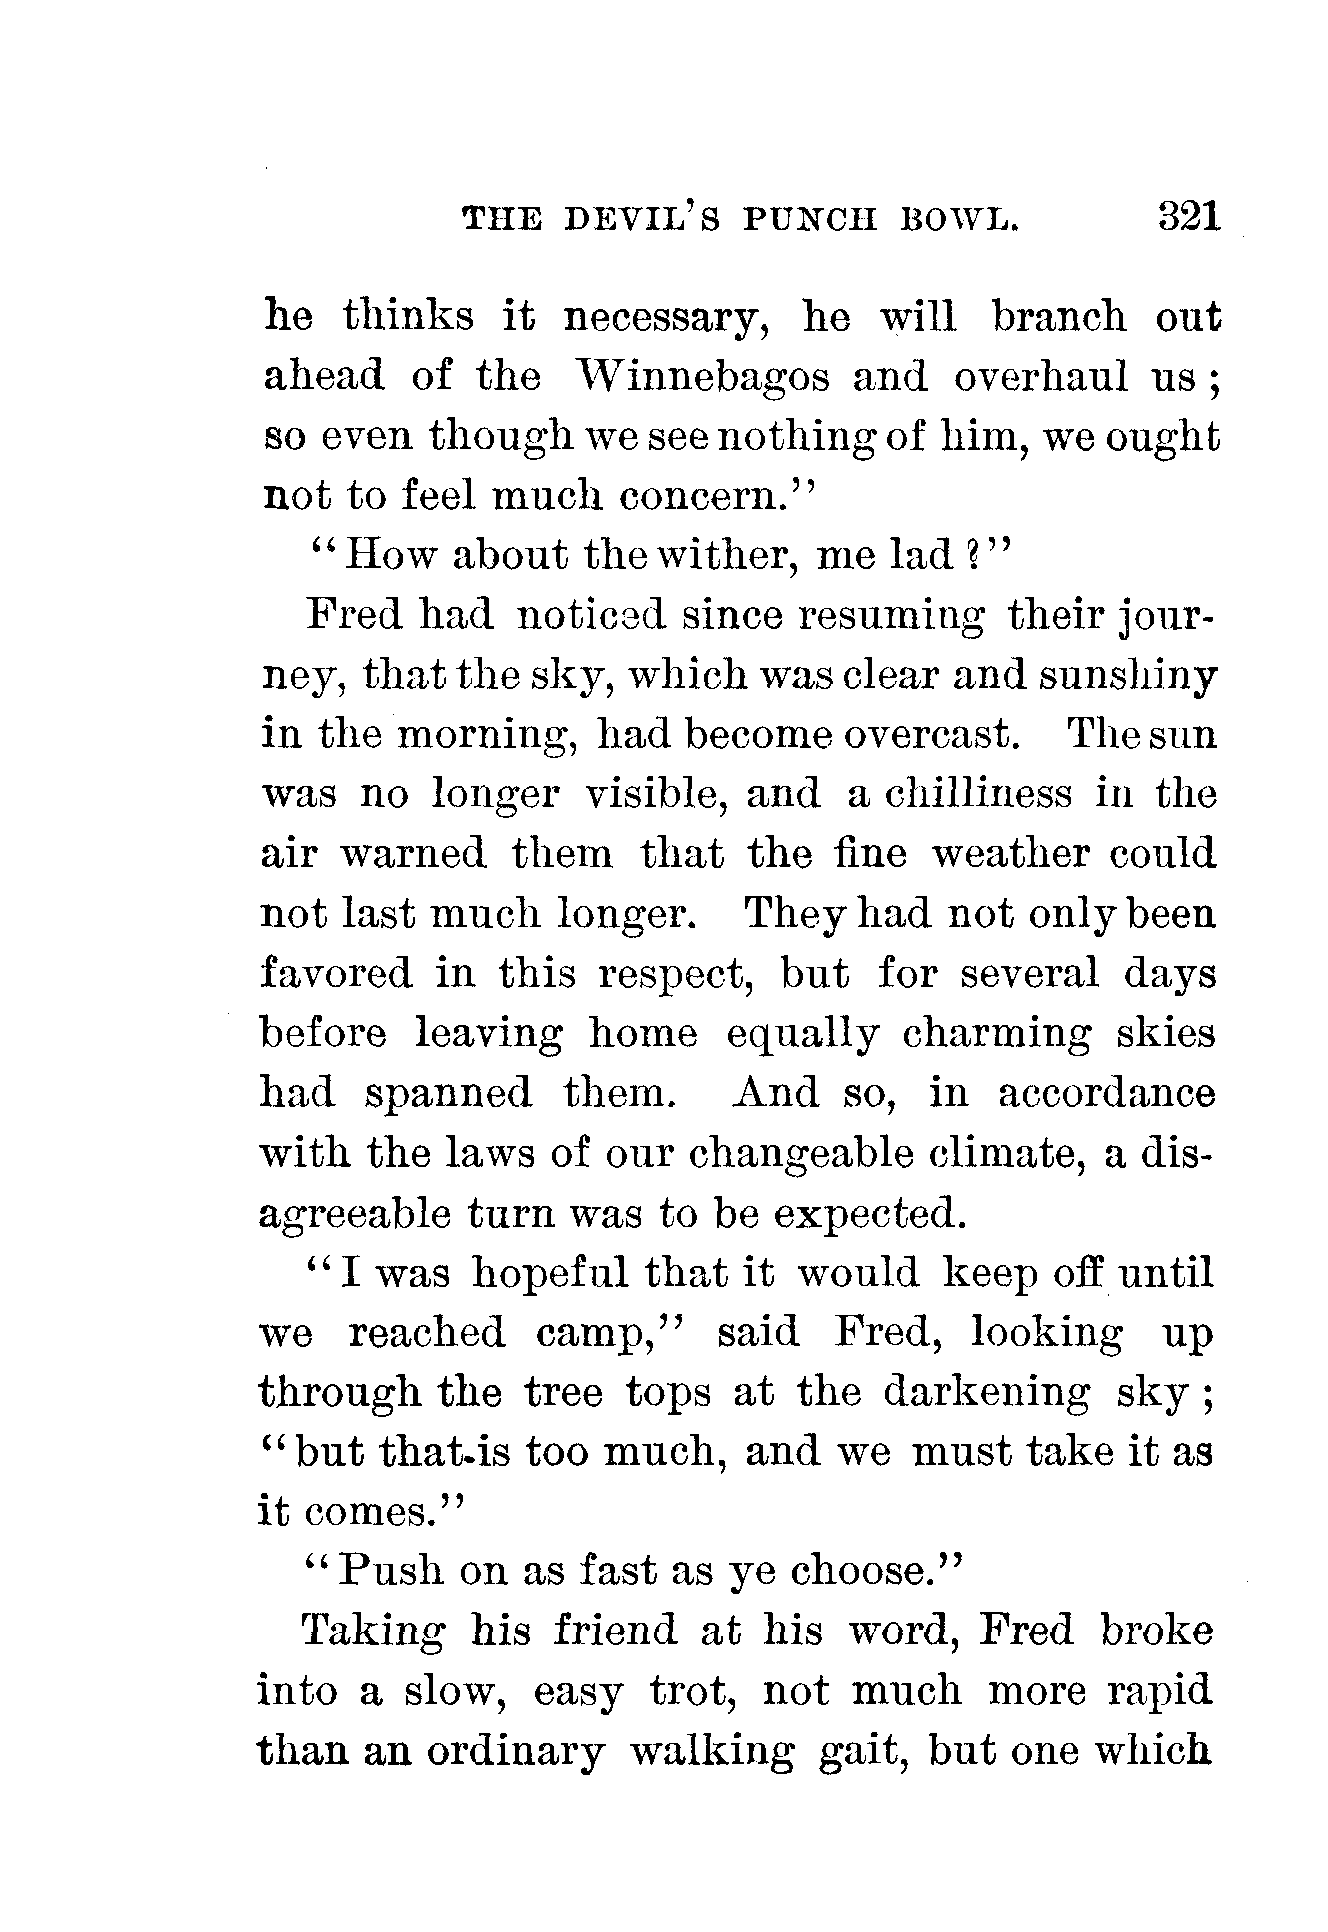 THE DEVIL'S PUNCH BOWL. 321
he thinks it necessary, he will branch out
ahead of the Winnebagos and overhaul us ;
so even though we see nothing of him, we ought
not to feel much concern."
"How about the wither, me lad ?"
Fred had noticed since resuming their jour-
ney, that the sky, which was clear and sunshiny
in the morning, had become overcast. The sun
was no longer visible, and a chilliness in the
air warned them that the fine weather could
not last much longer. They had not only been
favored in this respect, but for several days
before leaving home equally charming skies
had spanned them. And so, in accordance
with the laws of our changeable climate, a dis-
agreeable turn was to be expected.
"I was hopeful that it would keep off until
we reached camp," said Fred, looking up
through the tree tops at the darkening sky ;
"but that is too much, and we must take it as
it comes."
"Push on as fast as ye choose."
Taking his friend at his word, Fred broke
into a slow, easy trot, not much more rapid
than an ordinary walking gait, but one which